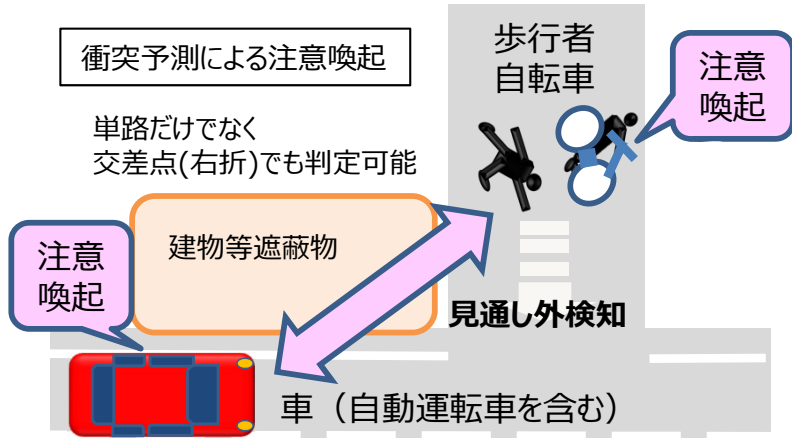 衝突予測による注意喚起
歩行者
自転車
注意
喚起
単路だけでなく
交差点(右折)でも判定可能
建物等遮蔽物
注意
喚起
見通し外検知
車（自動運転車を含む）